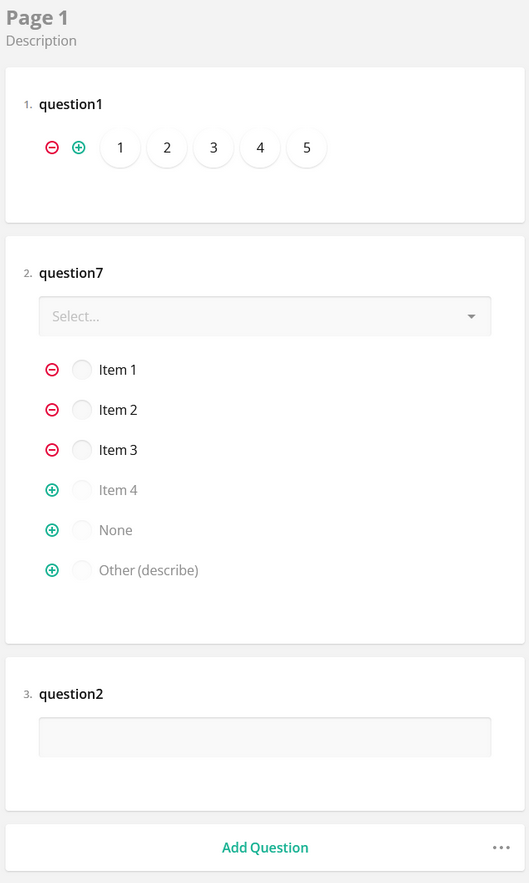 Page 1
Description
1. question1
1 2 3 4 5
2. question7
Select...
Item 1
Item 2
Item 3
Item 4
None
Other (describe)
3. question2
Add Question